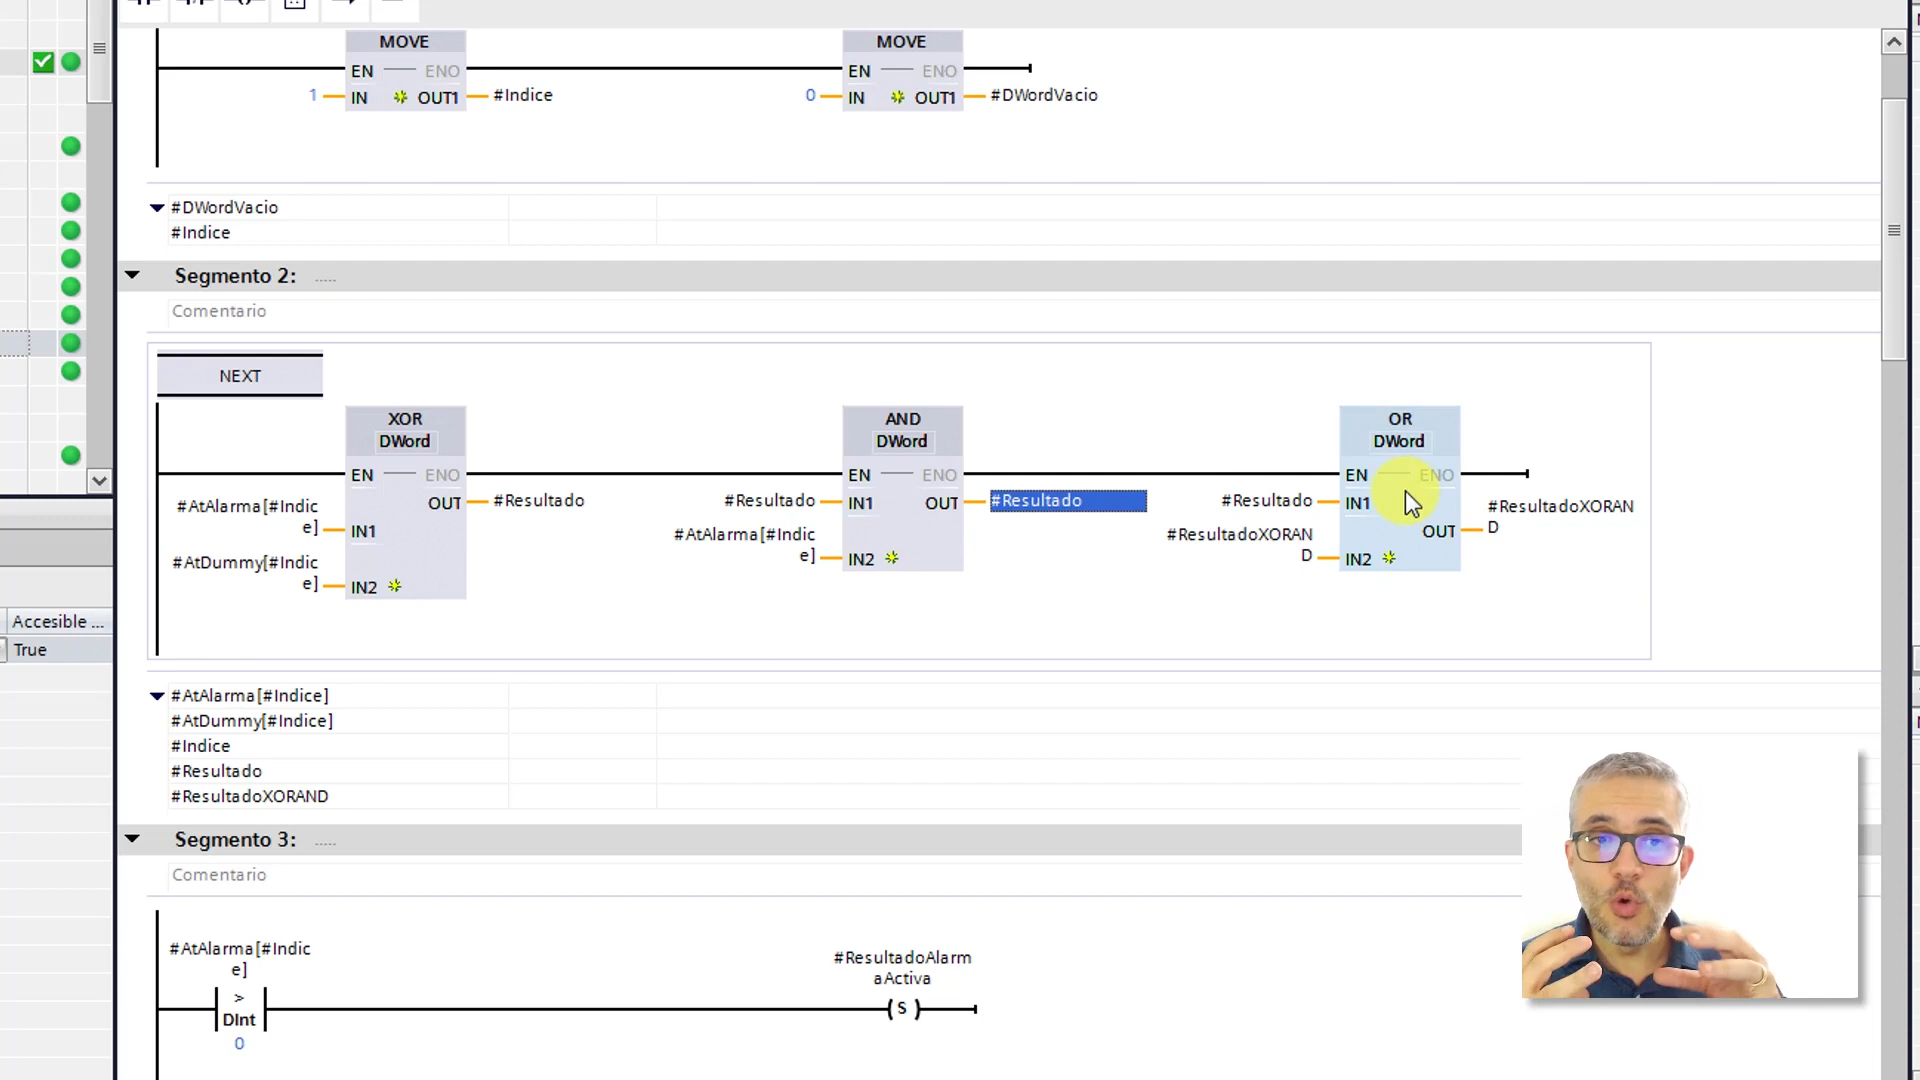 MOVE
MOVE
EN
ENO
EN
ENO
1
IN
OUT1
#Indice
0
IN
OUT1
#DWordVacio
#DWordVacio
#Indice
Segmento 2: .....
Comentario
NEXT
XOR
DWord
EN
ENO
#AtAlarma[#Indic
e]
IN1
OUT
#Resultado
#AtDummy[#Indic
e]
IN2
AND
DWord
EN
ENO
#Resultado
IN1
OUT
#Resultado
#AtAlarma[#Indic
e]
IN2
OR
DWord
EN
ENO
#Resultado
IN1
#ResultadoXORAN
D
IN2
OUT
#ResultadoXORAN
D
Accesible ...
True
#AtAlarma[#Indice]
#AtDummy[#Indice]
#Indice
#Resultado
#ResultadoXORAND
Segmento 3: .....
Comentario
#AtAlarma[#Indic
e]
>
DInt
0
#ResultadoAlarm
aActiva
( S )